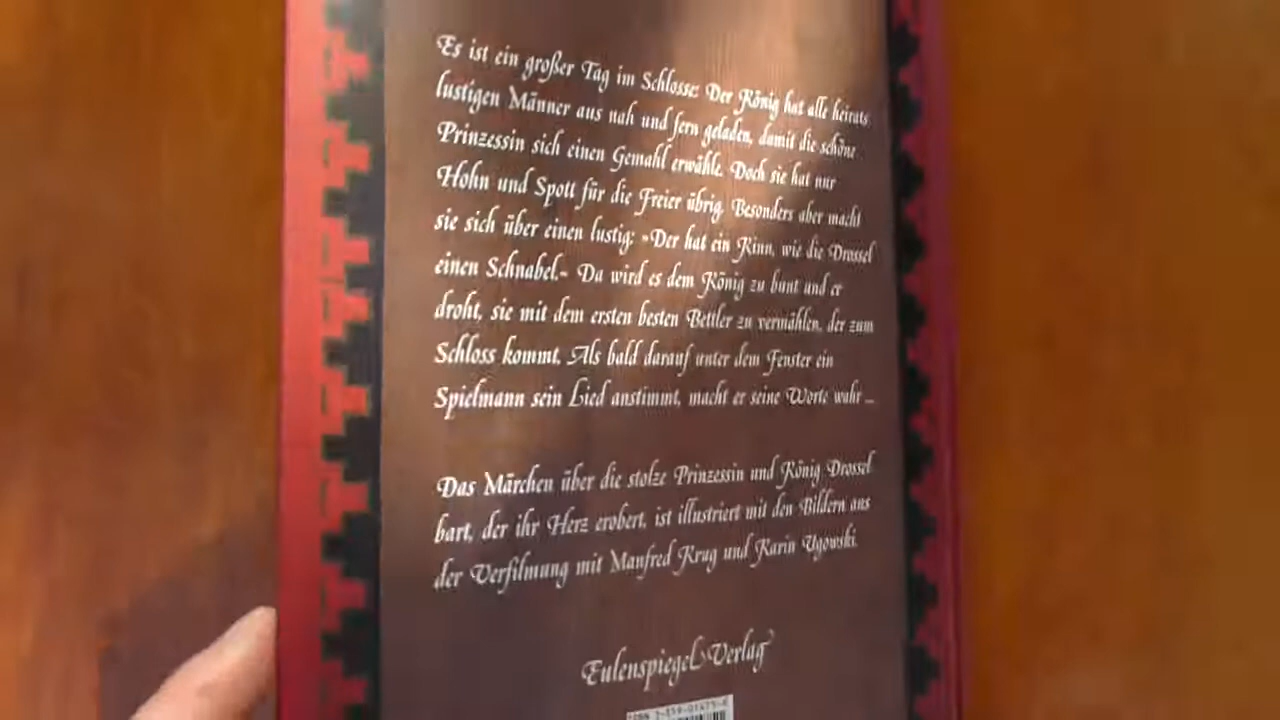 Es ist ein großer Tag im Schlosse: Der König hat alle heirats
lustigen Männer aus nah und fern geladen, damit die schöne
Prinzessin sich einen Gemahl erwähle. Doch sie hat nur
Hohn und Spott für die Freier übrig. Besonders aber macht
sie sich über einen lustig: »Der hat ein Kinn, wie die Drossel
einen Schnabel.« Da wird es dem König zu bunt und er
droht, sie mit dem ersten besten Bettler zu vermählen, der zum
Schloss kommt. Als bald darauf unter dem Fenster ein
Spielmann sein Lied anstimmt, macht er seine Worte wahr ...
Das Märchen über die stolze Prinzessin und König Drossel
bart, der ihr Herz erobert, ist illustriert mit den Bildern aus
der Verfilmung mit Manfred Krug und Karin Ugowski.
Eulenspiegel Verlag
ISBN